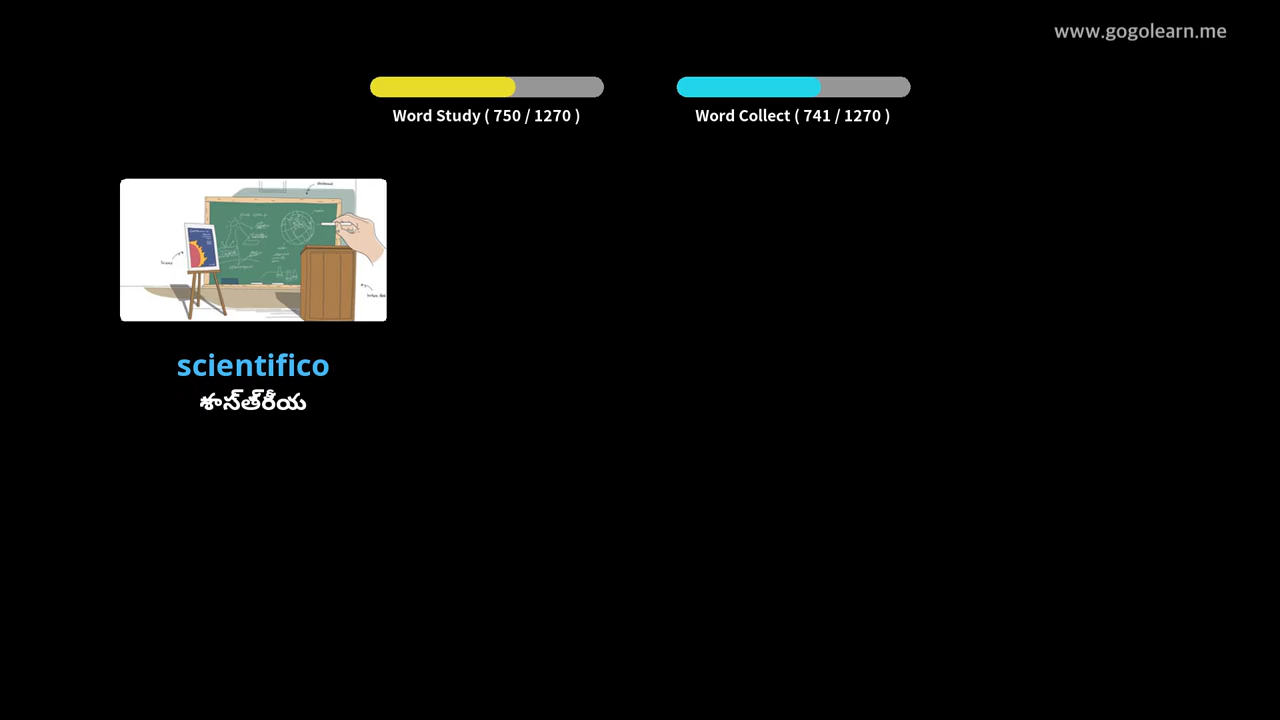 www.gogolearn.me
Word Study ( 750 / 1270 )
Word Collect ( 741 / 1270 )
scientifico
శాస్త్రీయ